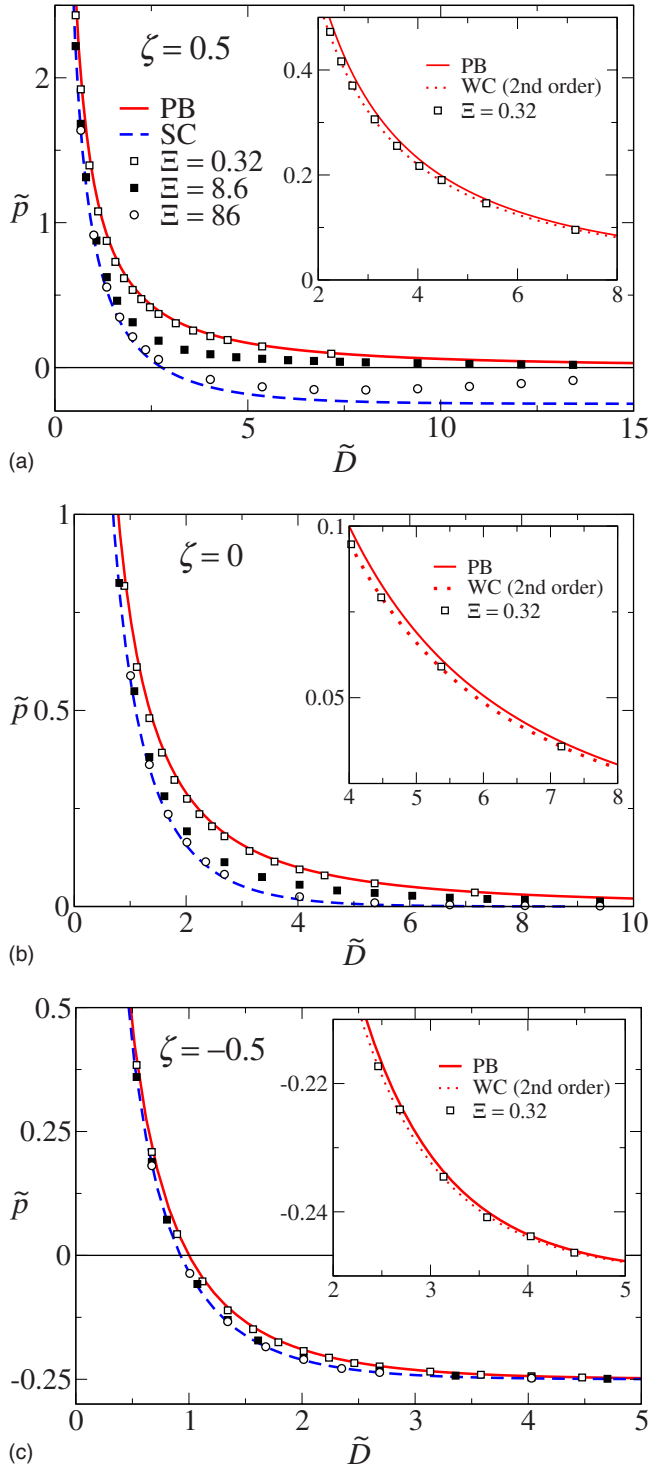 ζ = 0.5
PB
SC
Ξ = 0.32
Ξ = 8.6
Ξ = 86
PB
WC (2nd order)
Ξ = 0.32
0.4
0.2
0
2 4 6 8
2
1
0
p̃
0 5 10 15
D̃
(a)
ζ = 0
PB
WC (2nd order)
Ξ = 0.32
0.1
0.05
4 5 6 7 8
1
0.5
0
p̃
0 2 4 6 8 10
D̃
(b)
ζ = −0.5
PB
WC (2nd order)
Ξ = 0.32
-0.22
-0.24
2 3 4 5
0.5
0.25
0
-0.25
p̃
0 1 2 3 4 5
D̃
(c)